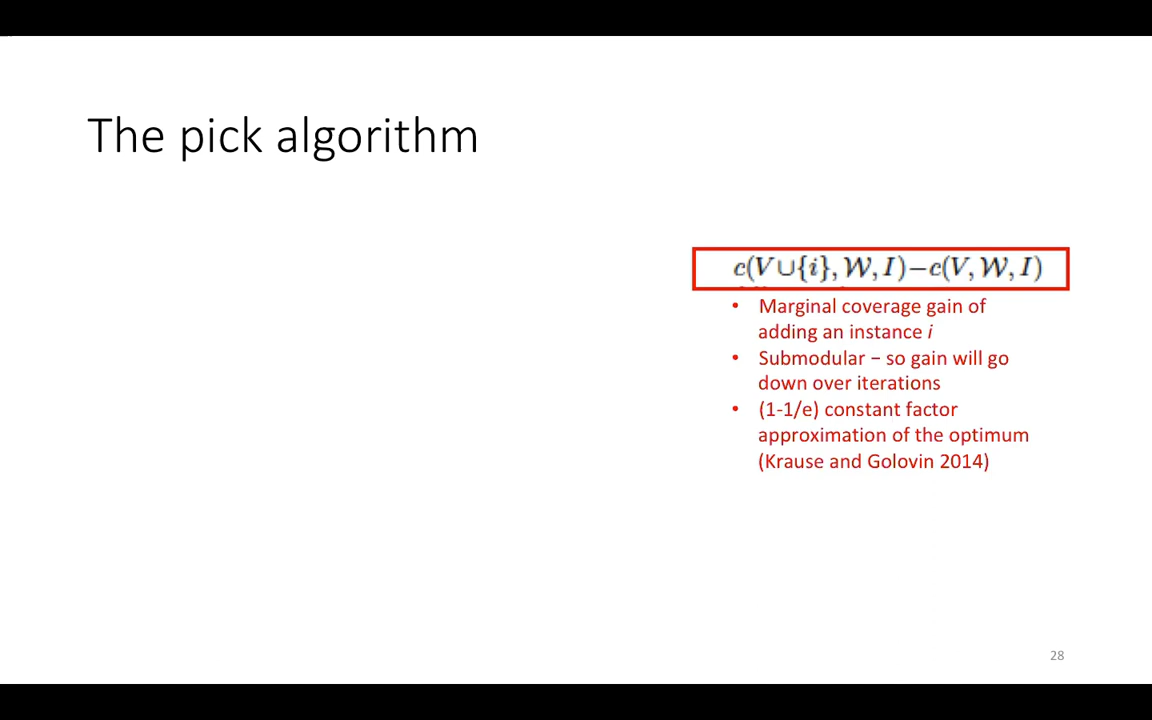 The pick algorithm
c(V∪{i}, 𝒲, I)−c(V, 𝒲, I)
• Marginal coverage gain of
adding an instance i
• Submodular – so gain will go
down over iterations
• (1-1/e) constant factor
approximation of the optimum
(Krause and Golovin 2014)
28